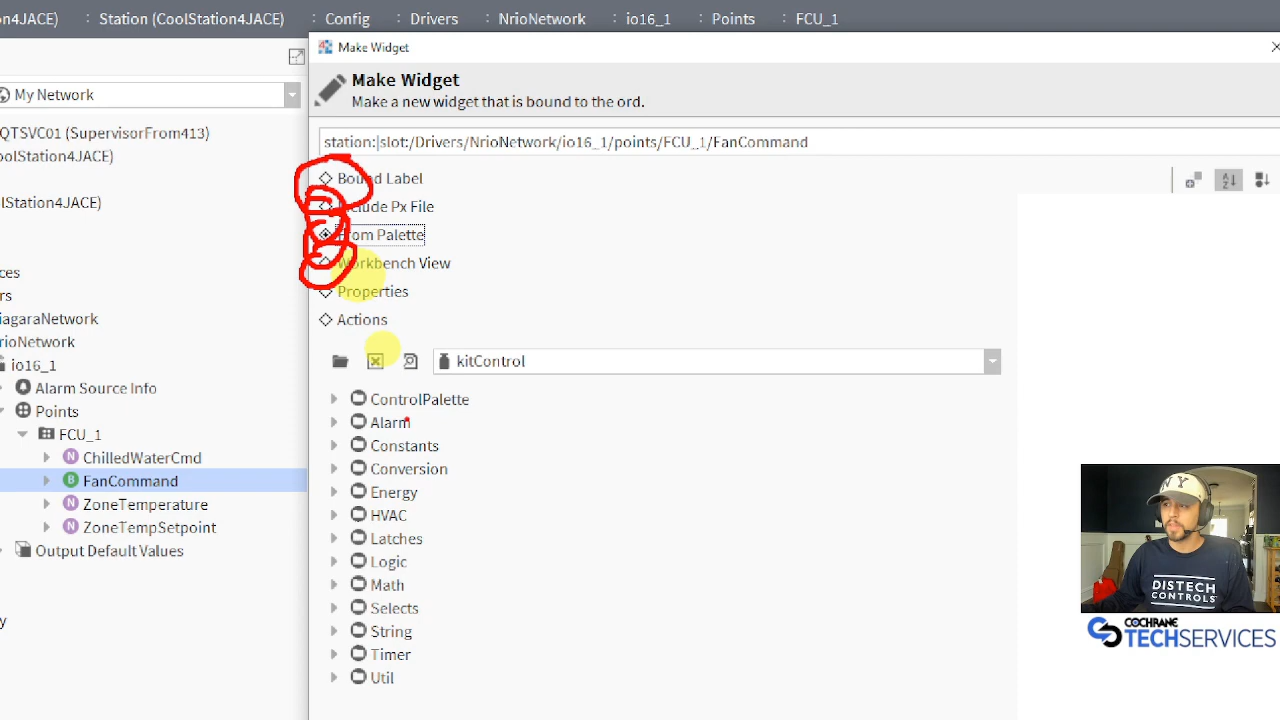 n4JACE) : Station (CoolStation4JACE) : Config : Drivers : NrioNetwork : io16_1 : Points : FCU_1
Make Widget
Make Widget
Make a new widget that is bound to the ord.
My Network
QTSVC01 (SupervisorFrom413)
oolStation4JACE)
lStation4JACE)
ces
rs
iagaraNetwork
NrioNetwork
io16_1
Alarm Source Info
Points
FCU_1
N ChilledWaterCmd
B FanCommand
N ZoneTemperature
N ZoneTempSetpoint
Output Default Values
y
station:|slot:/Drivers/NrioNetwork/io16_1/points/FCU_1/FanCommand
Bound Label
Include Px File
From Palette
Workbench View
Properties
Actions
kitControl
ControlPalette
Alarm
Constants
Conversion
Energy
HVAC
Latches
Logic
Math
Selects
String
Timer
Util
NY
DISTECH
CONTROLS
COCHRANE
TECHSERVICES